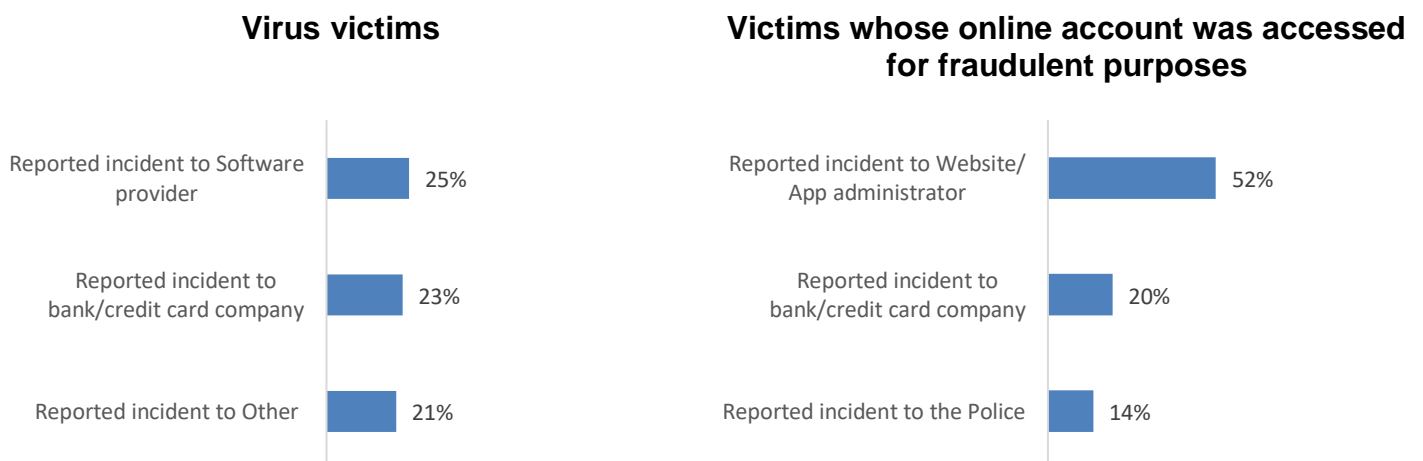 Virus victims
Reported incident to Software
provider
25%
Reported incident to
bank/credit card company
23%
Reported incident to Other
21%
Victims whose online account was accessed
for fraudulent purposes
Reported incident to Website/
App administrator
52%
Reported incident to
bank/credit card company
20%
Reported incident to the Police
14%